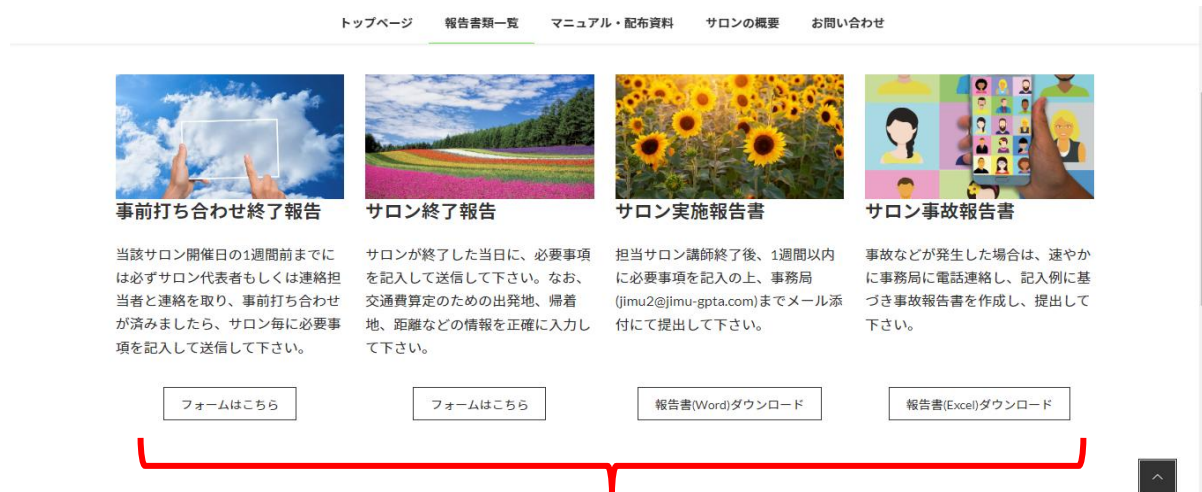 トップページ 報告書類一覧 マニュアル・配布資料 サロンの概要 お問い合わせ
事前打ち合わせ終了報告
当該サロン開催日の1週間前までに
は必ずサロン代表者もしくは連絡担
当者と連絡を取り、事前打ち合わせ
が済みましたら、サロン毎に必要事
項を記入して送信して下さい。
フォームはこちら
サロン終了報告
サロンが終了した当日に、必要事項
を記入して送信して下さい。なお、
交通費算定のための出発地、帰着
地、距離などの情報を正確に入力し
て下さい。
フォームはこちら
サロン実施報告書
担当サロン講師終了後、1週間以内
に必要事項を記入の上、事務局
(jimu2@jimu-gpta.com)までメール添
付にて提出して下さい。
報告書(Word)ダウンロード
サロン事故報告書
事故などが発生した場合は、速やか
に事務局に電話連絡し、記入例に基
づき事故報告書を作成し、提出して
下さい。
報告書(Excel)ダウンロード